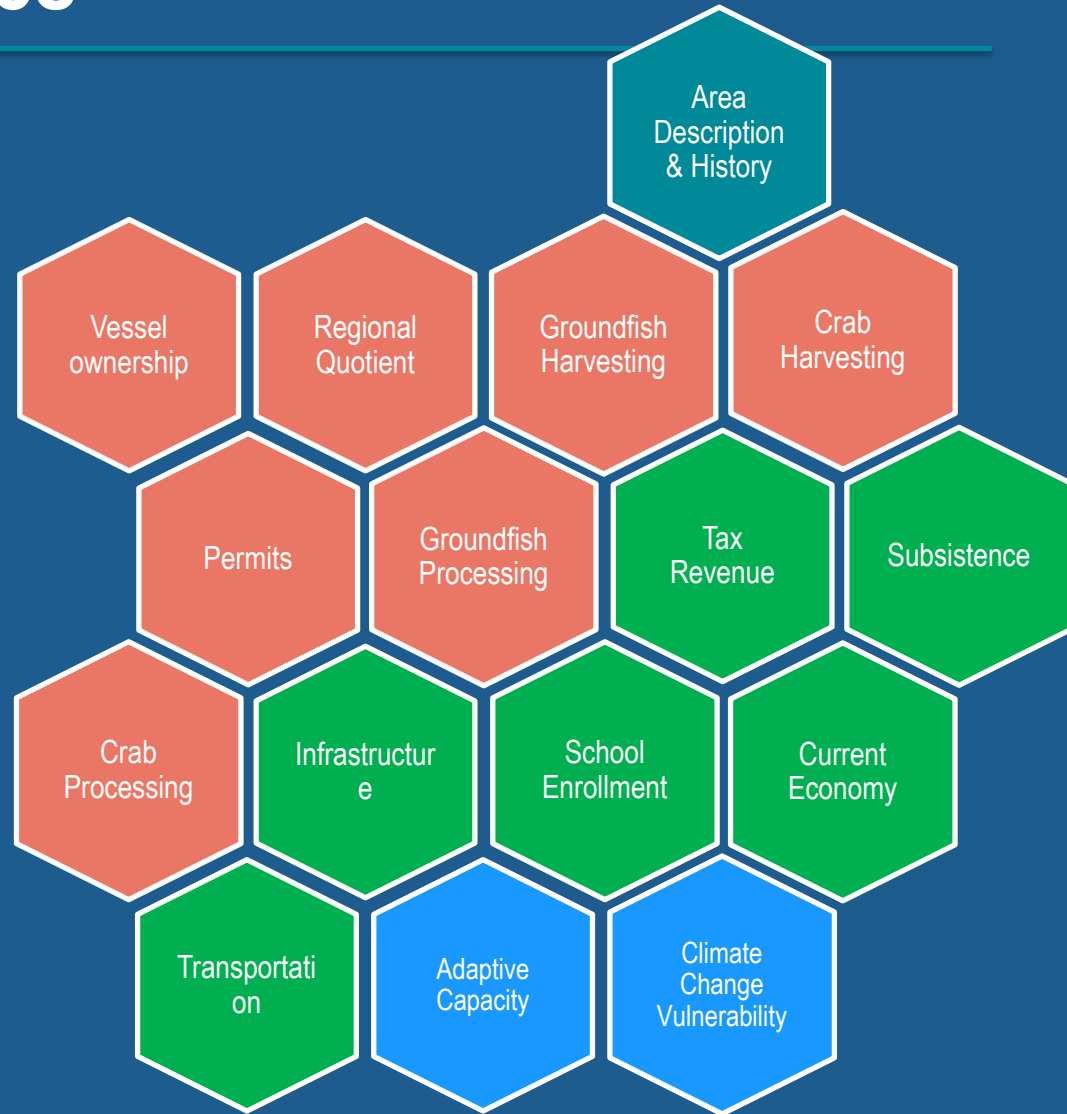 Area
Description
& History
Vessel
ownership
Regional
Quotient
Groundfish
Harvesting
Crab
Harvesting
Permits
Groundfish
Processing
Tax
Revenue
Subsistence
Crab
Processing
Infrastructur
e
School
Enrollment
Current
Economy
Transportati
on
Adaptive
Capacity
Climate
Change
Vulnerability